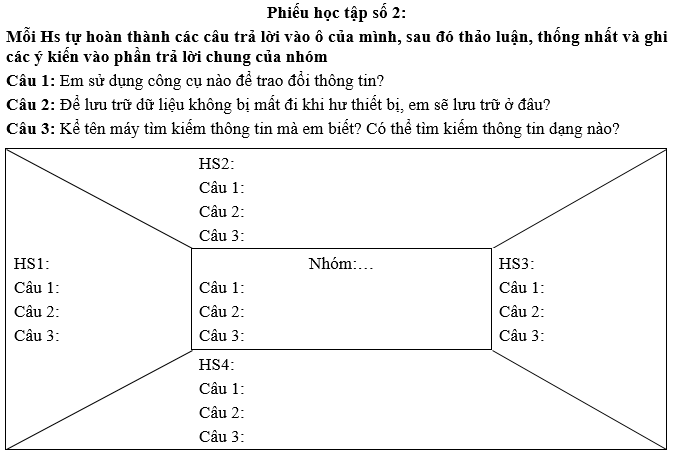 Phiếu học tập số 2:
Mỗi Hs tự hoàn thành các câu trả lời vào ô của mình, sau đó thảo luận, thống nhất và ghi
các ý kiến vào phần trả lời chung của nhóm
Câu 1: Em sử dụng công cụ nào để trao đổi thông tin?
Câu 2: Để lưu trữ dữ liệu không bị mất đi khi hư thiết bị, em sẽ lưu trữ ở đâu?
Câu 3: Kể tên máy tìm kiếm thông tin mà em biết? Có thể tìm kiếm thông tin dạng nào?
HS2:
Câu 1:
Câu 2:
Câu 3:
HS1:
Câu 1:
Câu 2:
Câu 3:
Nhóm:...
Câu 1:
Câu 2:
Câu 3:
HS3:
Câu 1:
Câu 2:
Câu 3:
HS4:
Câu 1:
Câu 2:
Câu 3: